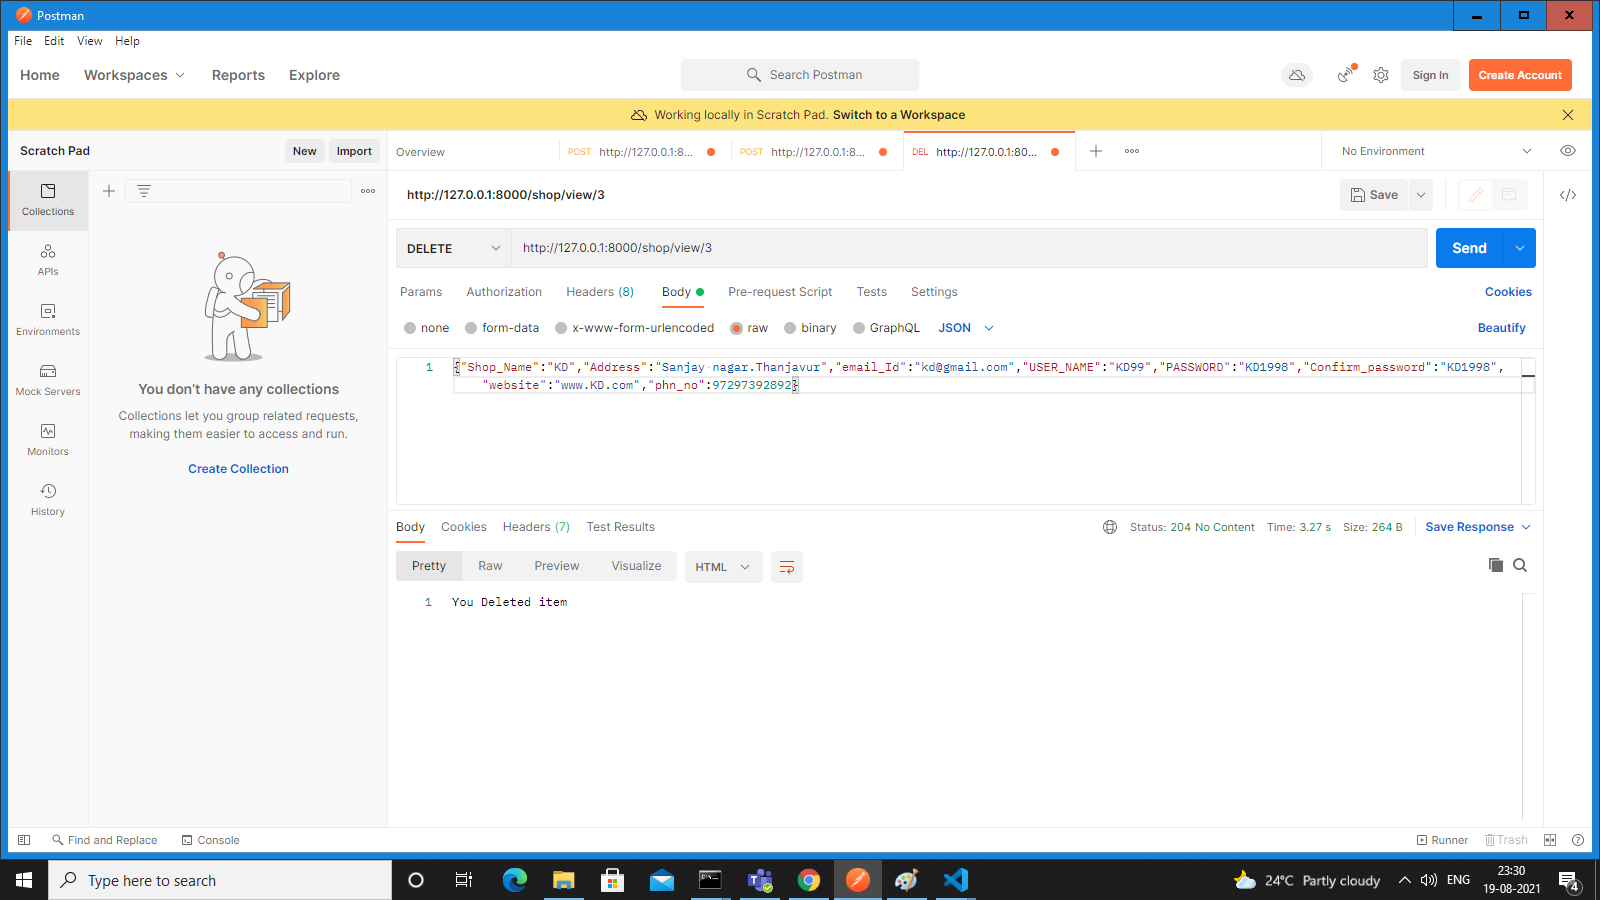 Postman
File Edit View Help
Home Workspaces Reports Explore Search Postman Sign In Create Account
Working locally in Scratch Pad. Switch to a Workspace
Scratch Pad New Import Overview POST http://127.0.0.1:8... POST http://127.0.0.1:8... DEL http://127.0.0.1:80... No Environment
Collections
APIs
Environments
Mock Servers
Monitors
History
You don't have any collections
Collections let you group related requests,
making them easier to access and run.
Create Collection
http://127.0.0.1:8000/shop/view/3 Save
DELETE http://127.0.0.1:8000/shop/view/3 Send
Params Authorization Headers (8) Body Pre-request Script Tests Settings Cookies
none form-data x-www-form-urlencoded raw binary GraphQL JSON Beautify
1 {"Shop_Name":"KD","Address":"Sanjay nagar.Thanjavur","email_Id":"kd@gmail.com","USER_NAME":"KD99","PASSWORD":"KD1998","Confirm_password":"KD1998",
"website":"www.KD.com","phn_no":97297392892}
Body Cookies Headers (7) Test Results Status: 204 No Content Time: 3.27 s Size: 264 B Save Response
Pretty Raw Preview Visualize HTML
1 You Deleted item
Find and Replace Console Runner Trash
Type here to search 24°C Partly cloudy ENG 23:30
19-08-2021 4